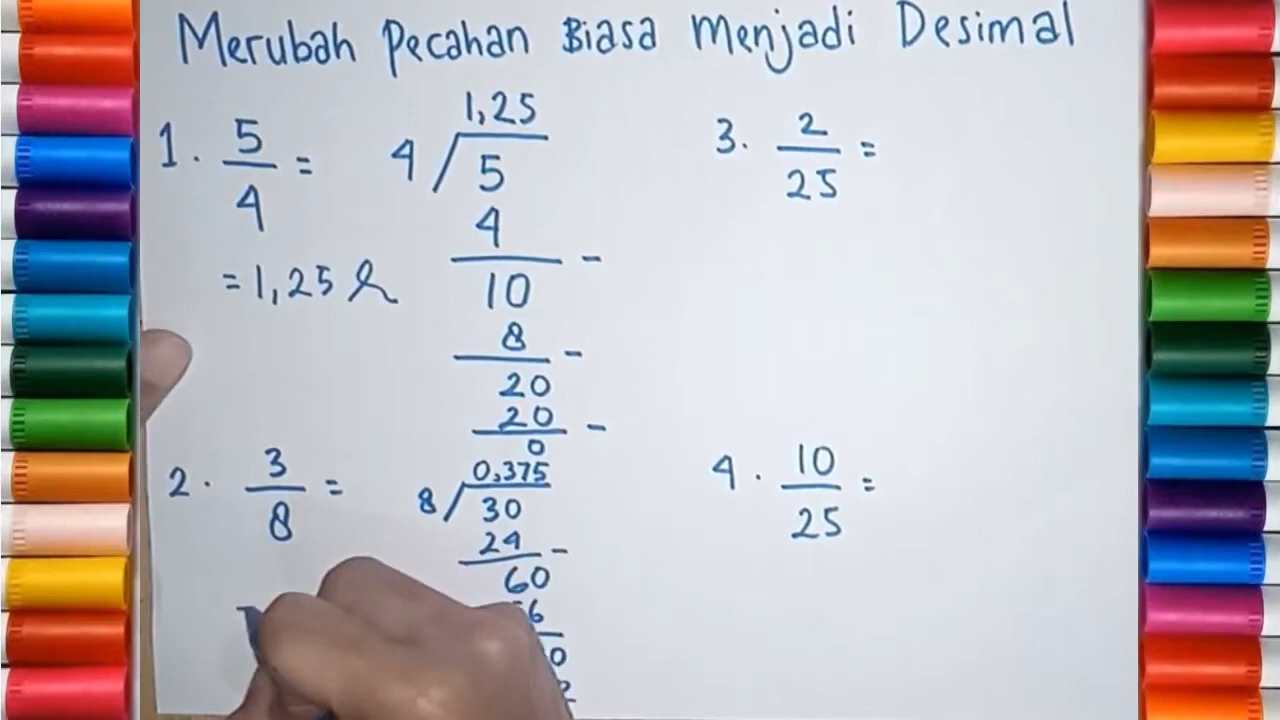 Merubah Pecahan Biasa Menjadi Desimal
1. 5/4 =
= 1,25
1,25
4 / 5
4
10 -
8
20 -
20
0 -
2. 3/8 =
0,375
8 / 30
24
60 -
3. 2/25 =
4. 10/25 =